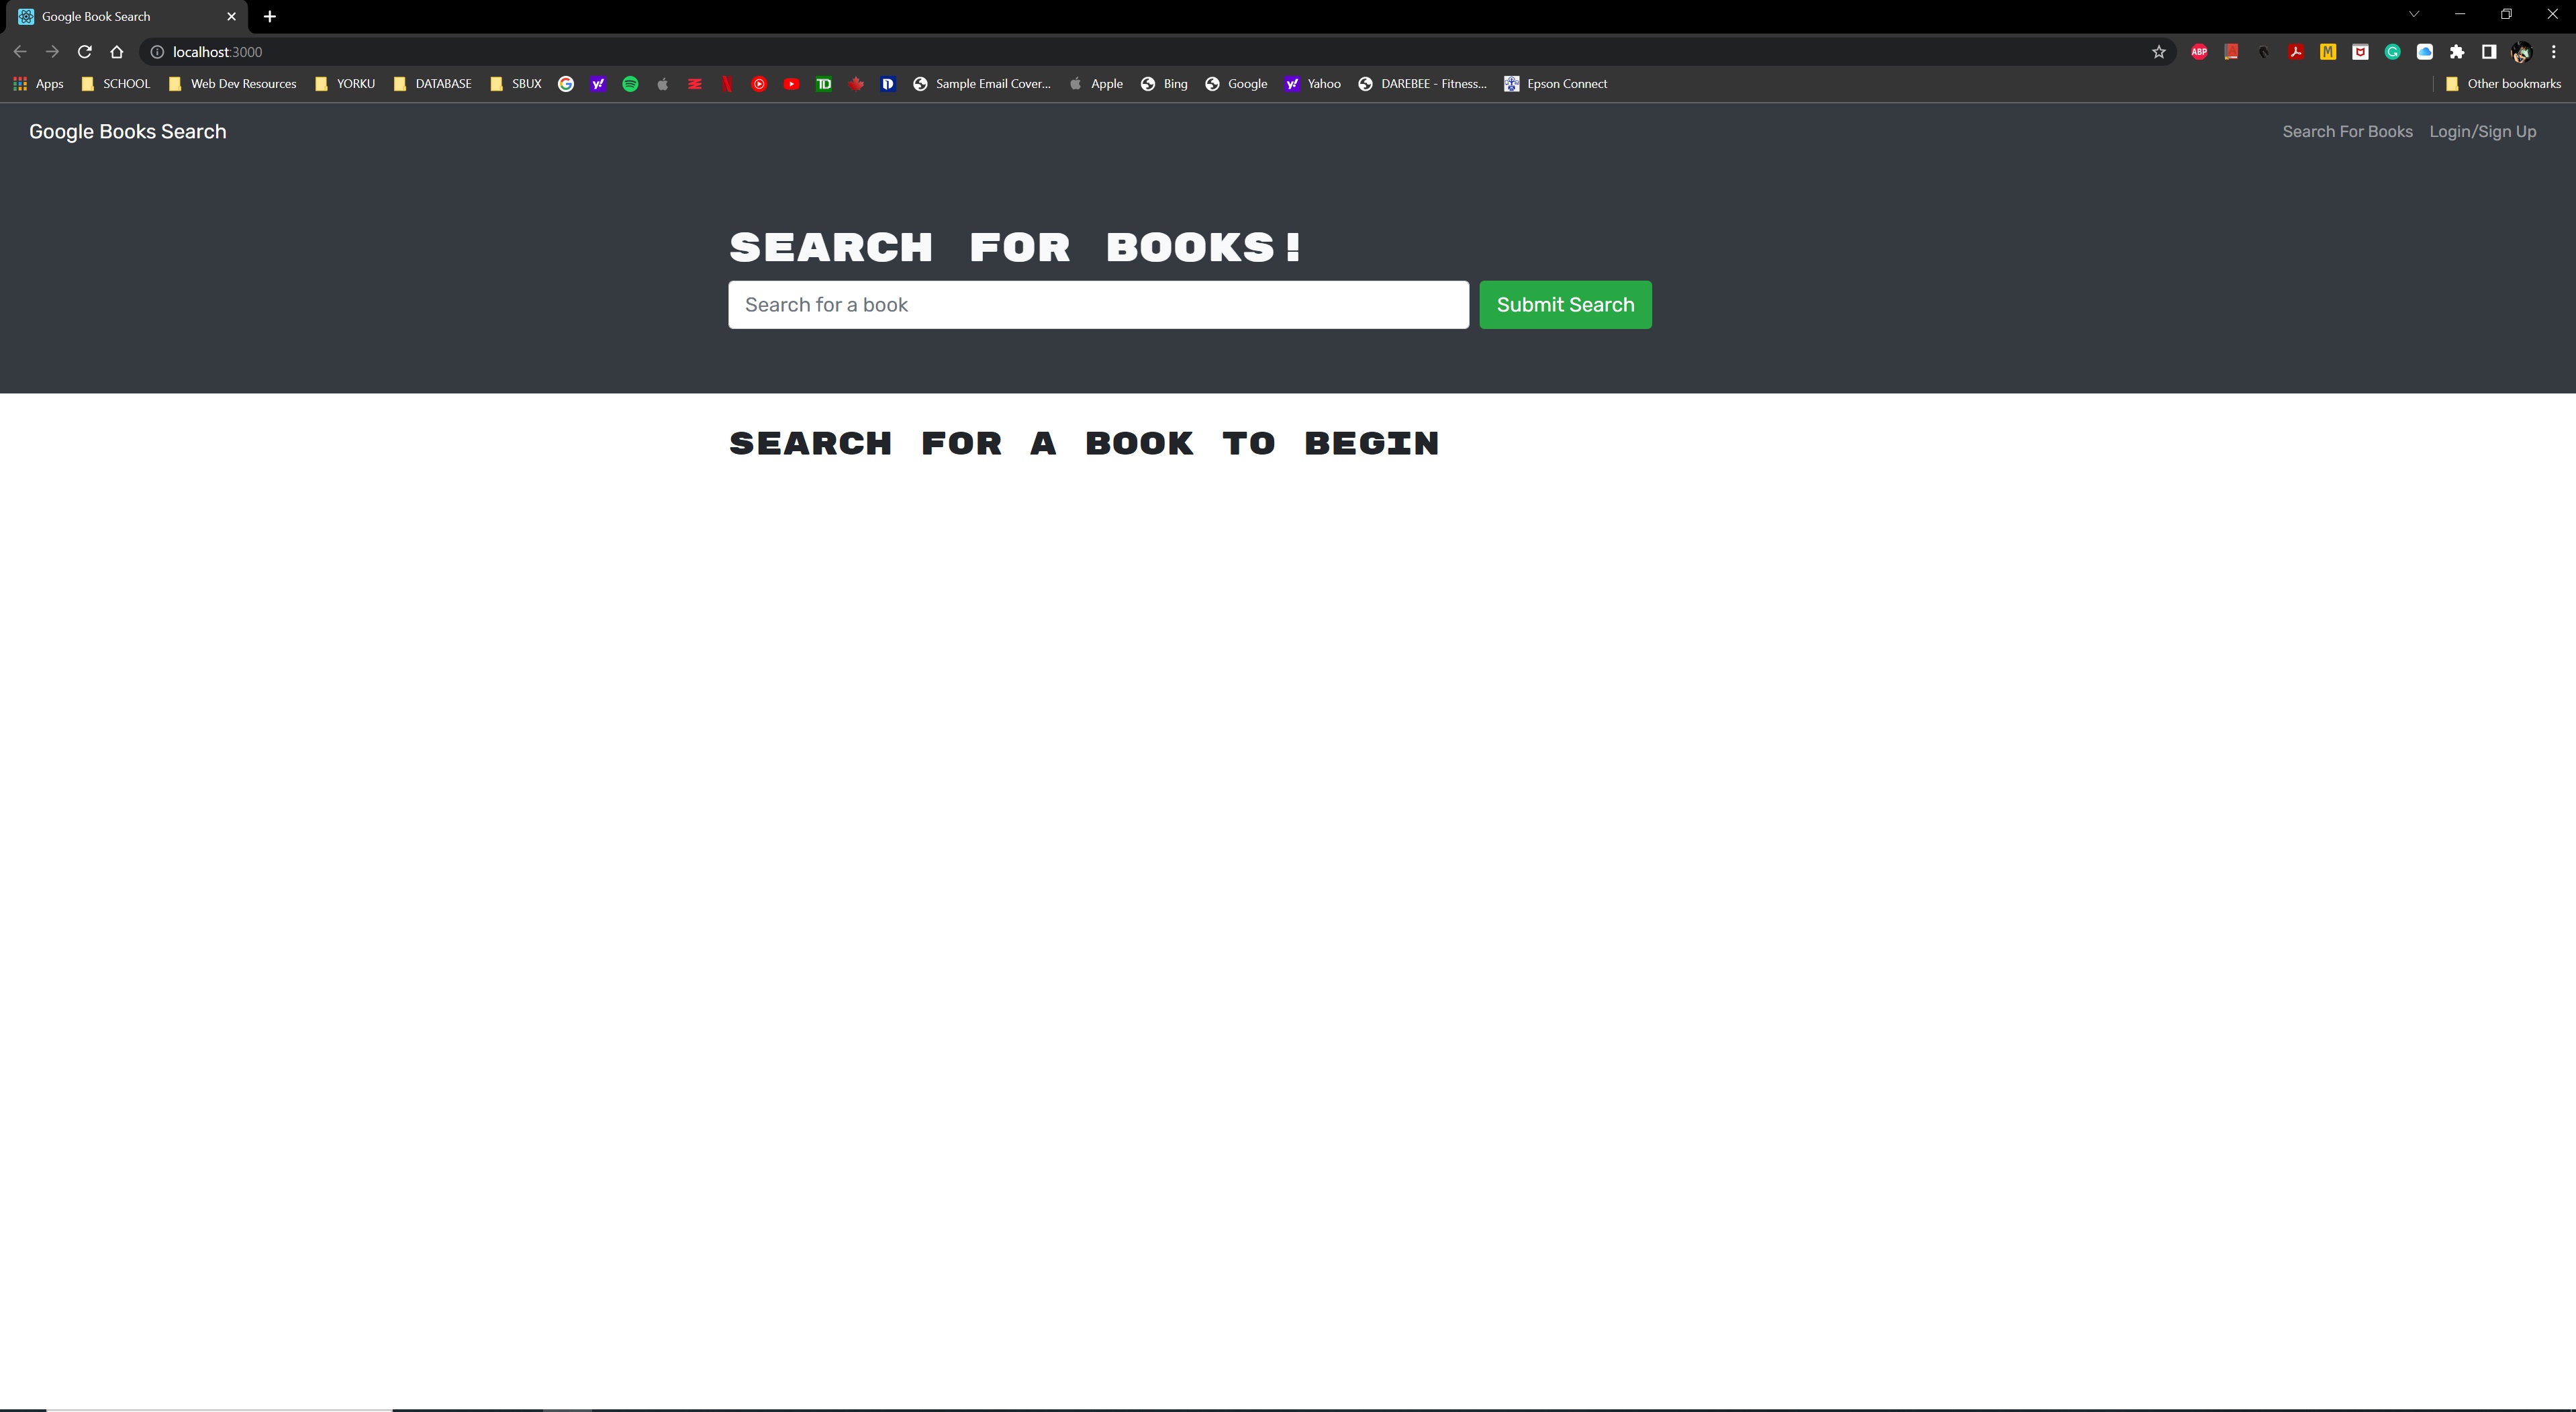 Google Book Search
localhost:3000
ABP
M
G
Apps SCHOOL Web Dev Resources YORKU DATABASE SBUX G y! TD D Sample Email Cover... Apple Bing Google y! Yahoo DAREBEE - Fitness... Epson Connect Other bookmarks
Google Books Search Search For Books Login/Sign Up
SEARCH FOR BOOKS!
Search for a book Submit Search
SEARCH FOR A BOOK TO BEGIN